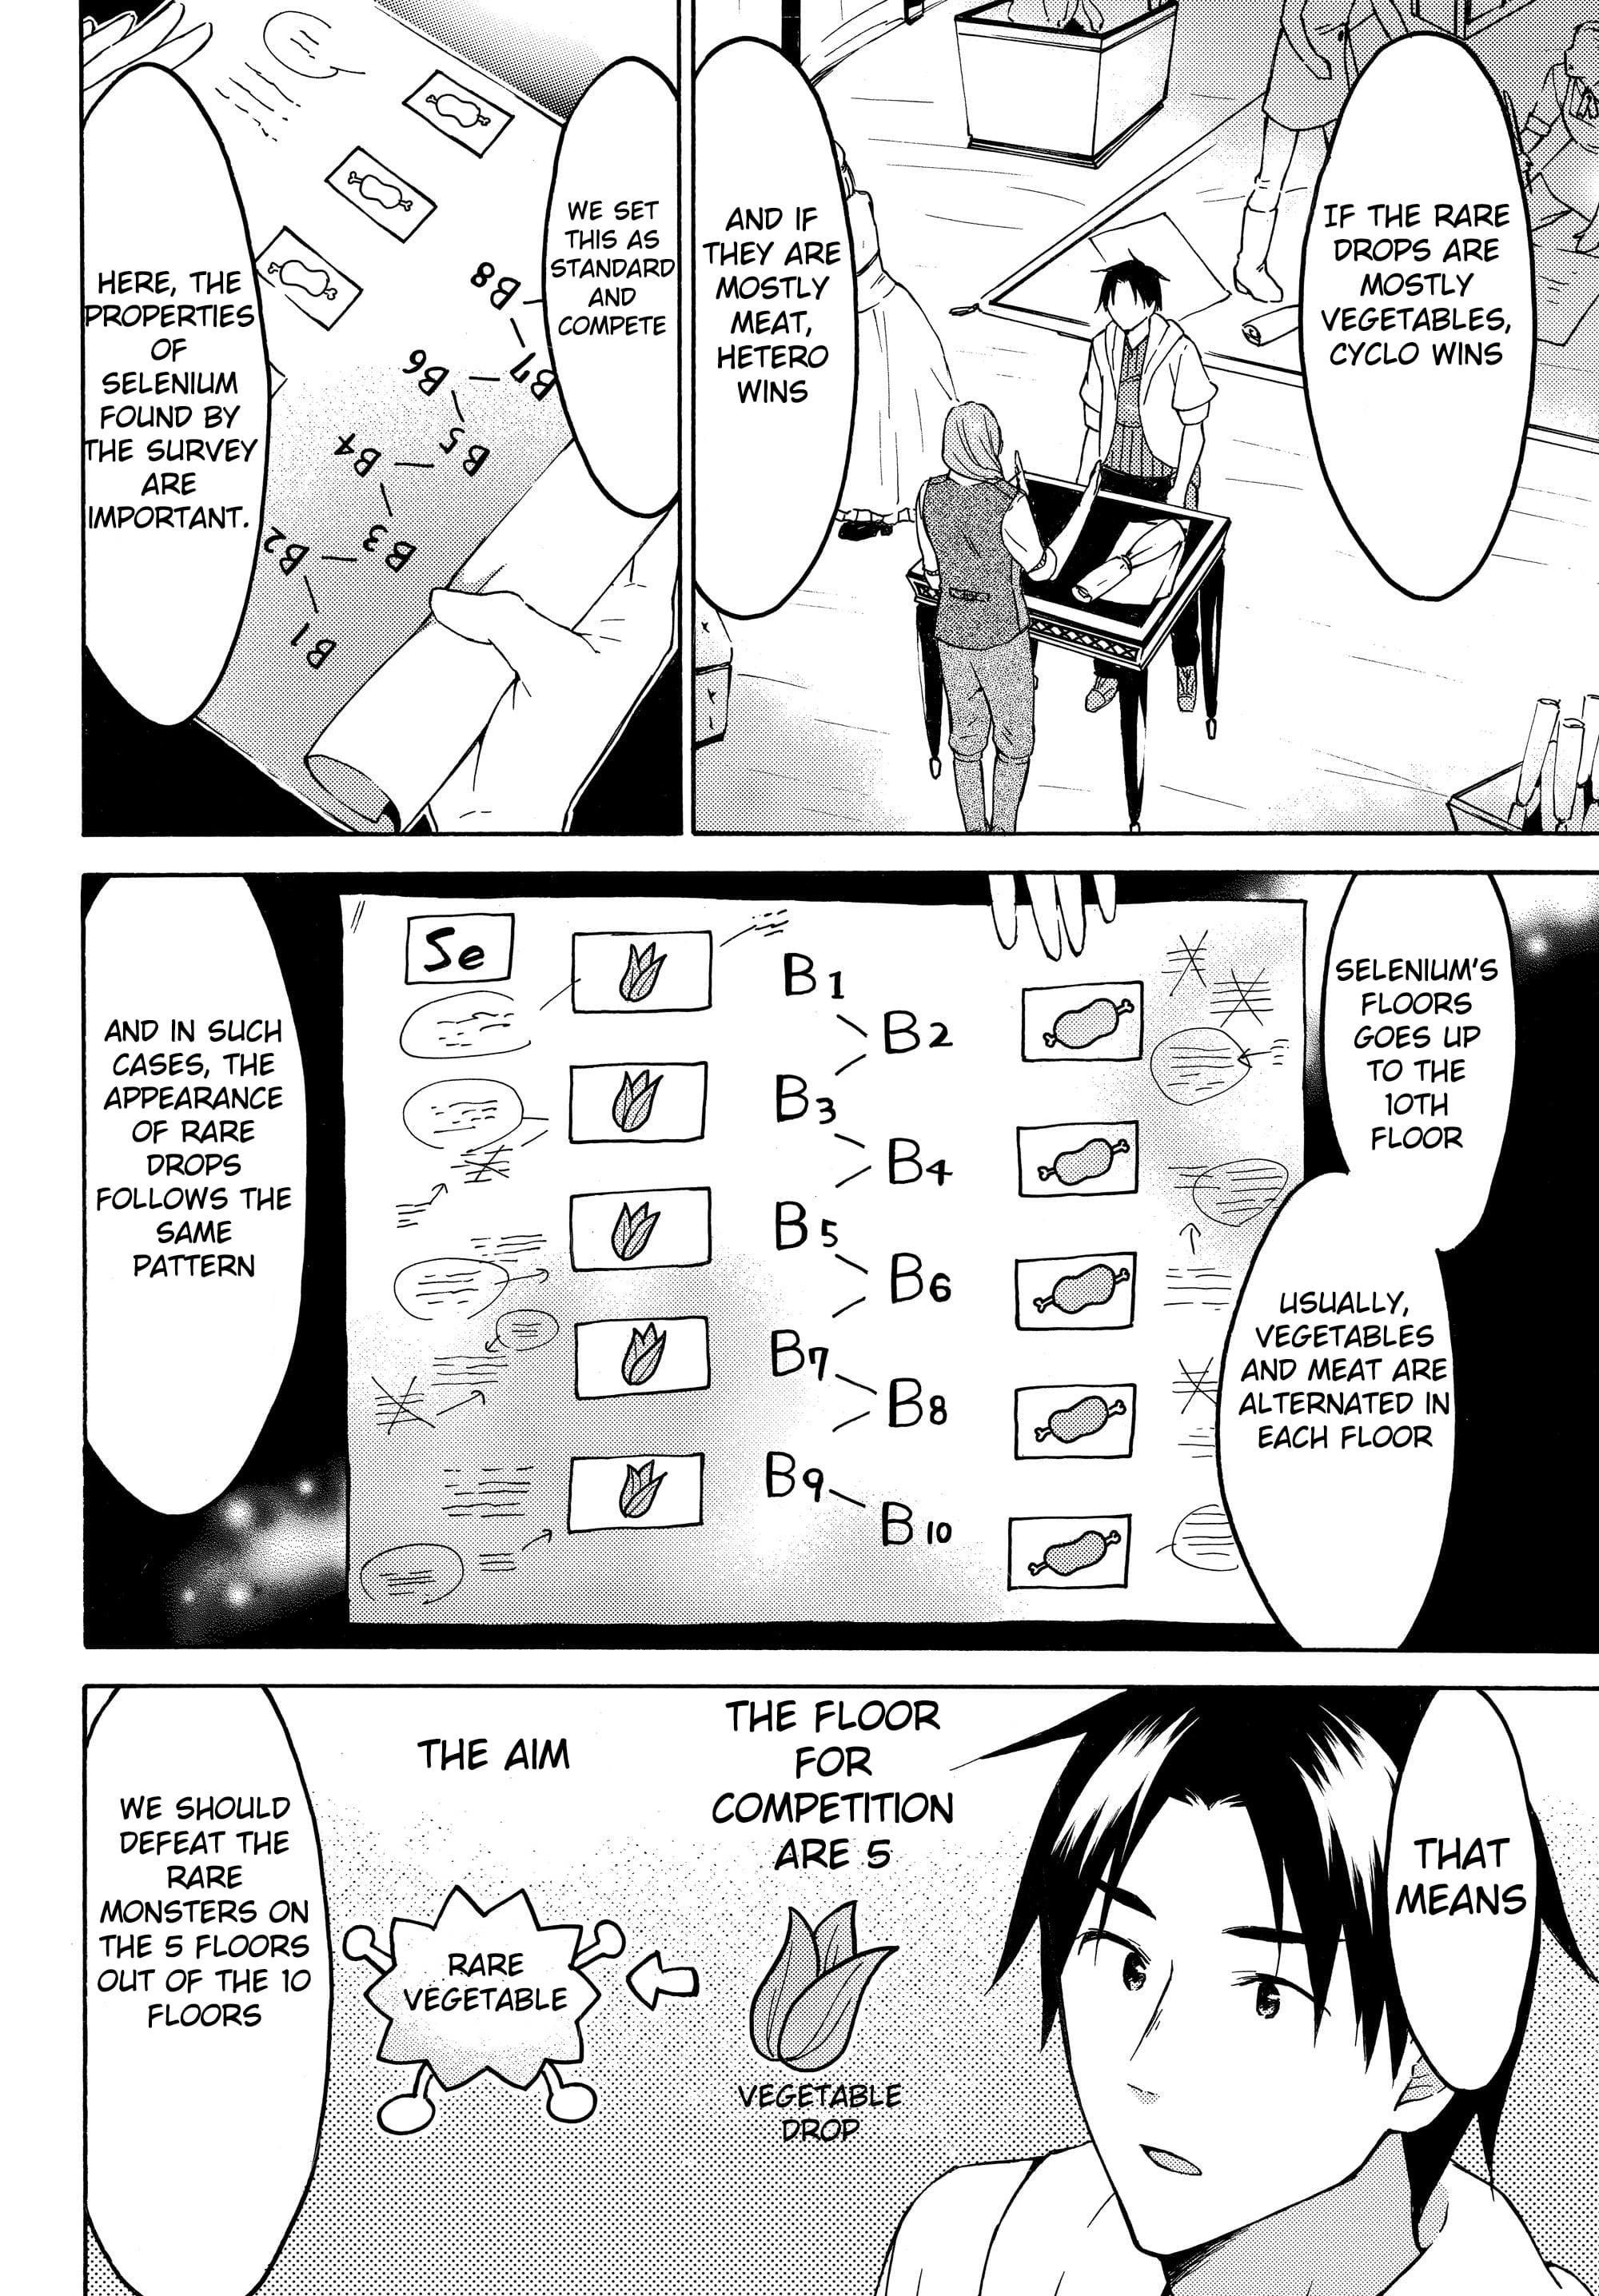 IF THE RARE
DROPS ARE
MOSTLY
VEGETABLES,
CYCLO WINS
AND IF
THEY ARE
MOSTLY
MEAT,
HETERO
WINS
WE SET
THIS AS
STANDARD
AND
COMPETE
HERE, THE
PROPERTIES
OF
SELENIUM
FOUND BY
THE SURVEY
ARE
IMPORTANT.
B1
B2
B3
B4
B5
B6
B7
B8
SELENIUM'S
FLOORS
GOES UP
TO THE
10TH
FLOOR
USUALLY,
VEGETABLES
AND MEAT ARE
ALTERNATED IN
EACH FLOOR
Se
B1
B2
B3
B4
B5
B6
B7
B8
B9
B10
AND IN SUCH
CASES, THE
APPEARANCE
OF RARE
DROPS
FOLLOWS THE
SAME
PATTERN
THAT
MEANS
THE FLOOR
FOR
COMPETITION
ARE 5
VEGETABLE
DROP
THE AIM
RARE
VEGETABLE
WE SHOULD
DEFEAT THE
RARE
MONSTERS ON
THE 5 FLOORS
OUT OF THE 10
FLOORS